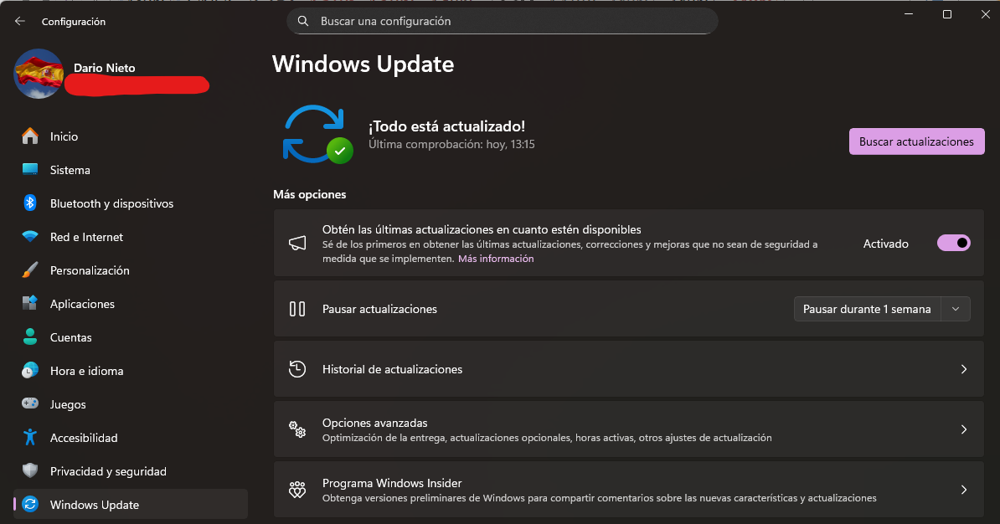 Configuración
Buscar una configuración
Dario Nieto
Inicio
Sistema
Bluetooth y dispositivos
Red e Internet
Personalización
Aplicaciones
Cuentas
Hora e idioma
Juegos
Accesibilidad
Privacidad y seguridad
Windows Update
Windows Update
¡Todo está actualizado!
Última comprobación: hoy, 13:15
Buscar actualizaciones
Más opciones
Obtén las últimas actualizaciones en cuanto estén disponibles
Sé de los primeros en obtener las últimas actualizaciones, correcciones y mejoras que no sean de seguridad a
medida que se implementen. Más información
Activado
Pausar actualizaciones
Pausar durante 1 semana
Historial de actualizaciones
Opciones avanzadas
Optimización de la entrega, actualizaciones opcionales, horas activas, otros ajustes de actualización
Programa Windows Insider
Obtenga versiones preliminares de Windows para compartir comentarios sobre las nuevas características y actualizaciones